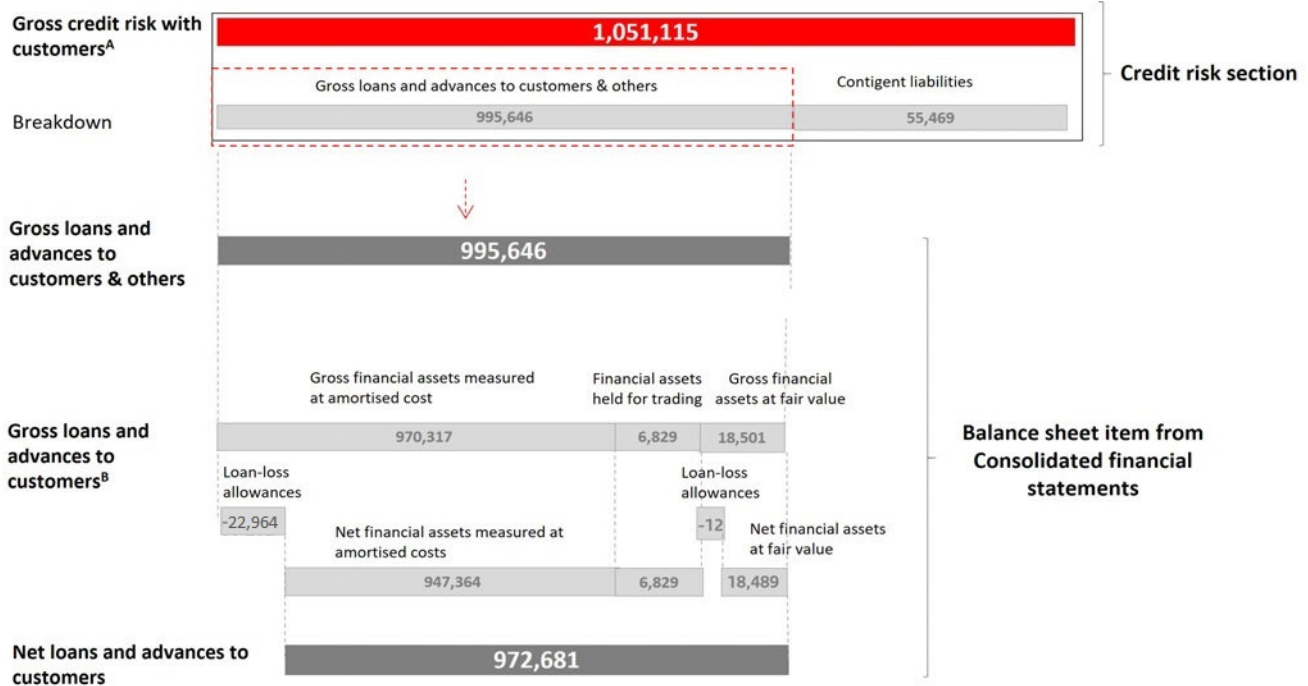 Gross credit risk with
customersA
1,051,115
Credit risk section
Gross loans and advances to customers & others
Contigent liabilities
Breakdown
995,646
55,469
Gross loans and
advances to
customers & others
995,646
Gross financial assets measured
at amortised cost
Financial assets
held for trading
Gross financial
assets at fair value
Gross loans and
advances to
customersB
970,317
6,829
18,501
Balance sheet item from
Consolidated financial
statements
Loan-loss
allowances
Loan-loss
allowances
-22,964
-12
Net financial assets measured at
amortised costs
Net financial assets
at fair value
947,364
6,829
18,489
Net loans and advances to
customers
972,681